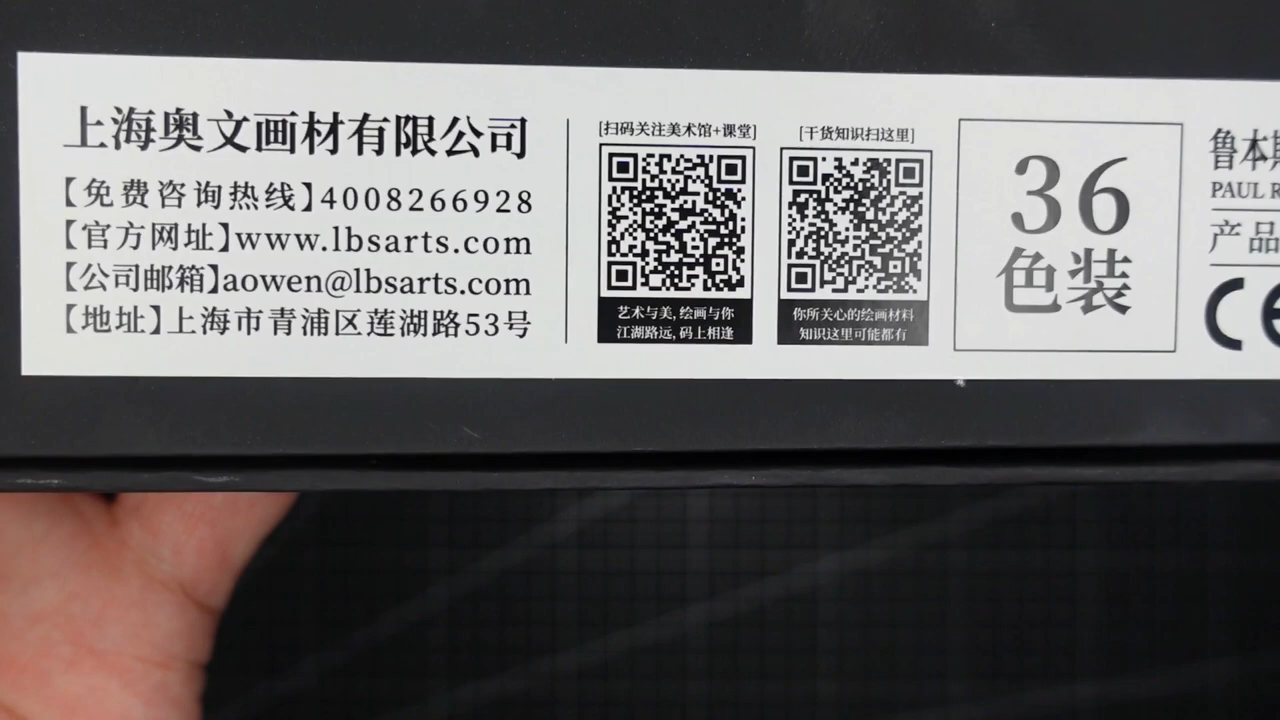 上海奥文画材有限公司
【免费咨询热线】4008266928
【官方网址】www.lbsarts.com
【公司邮箱】aowen@lbsarts.com
【地址】上海市青浦区莲湖路53号
[扫码关注美术馆+课堂]
艺术与美, 绘画与你
江湖路远, 码上相逢
[干货知识扫这里]
你所关心的绘画材料
知识这里可能都有
36
色装
鲁本
PAUL R
产品
CE